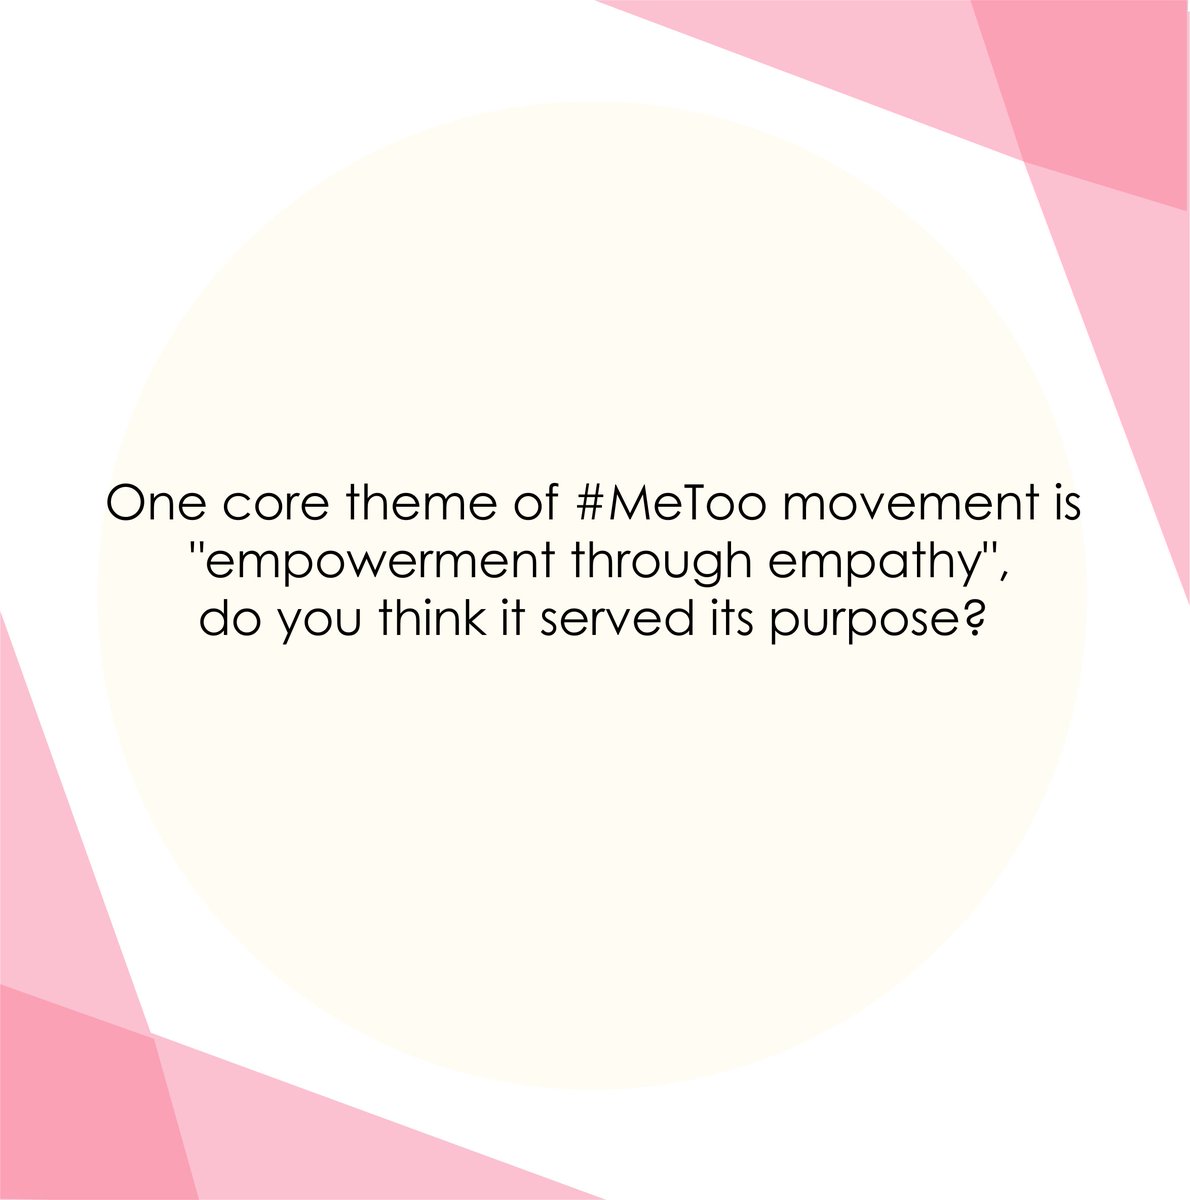 One core theme of #MeToo movement is
"empowerment through empathy",
do you think it served its purpose?